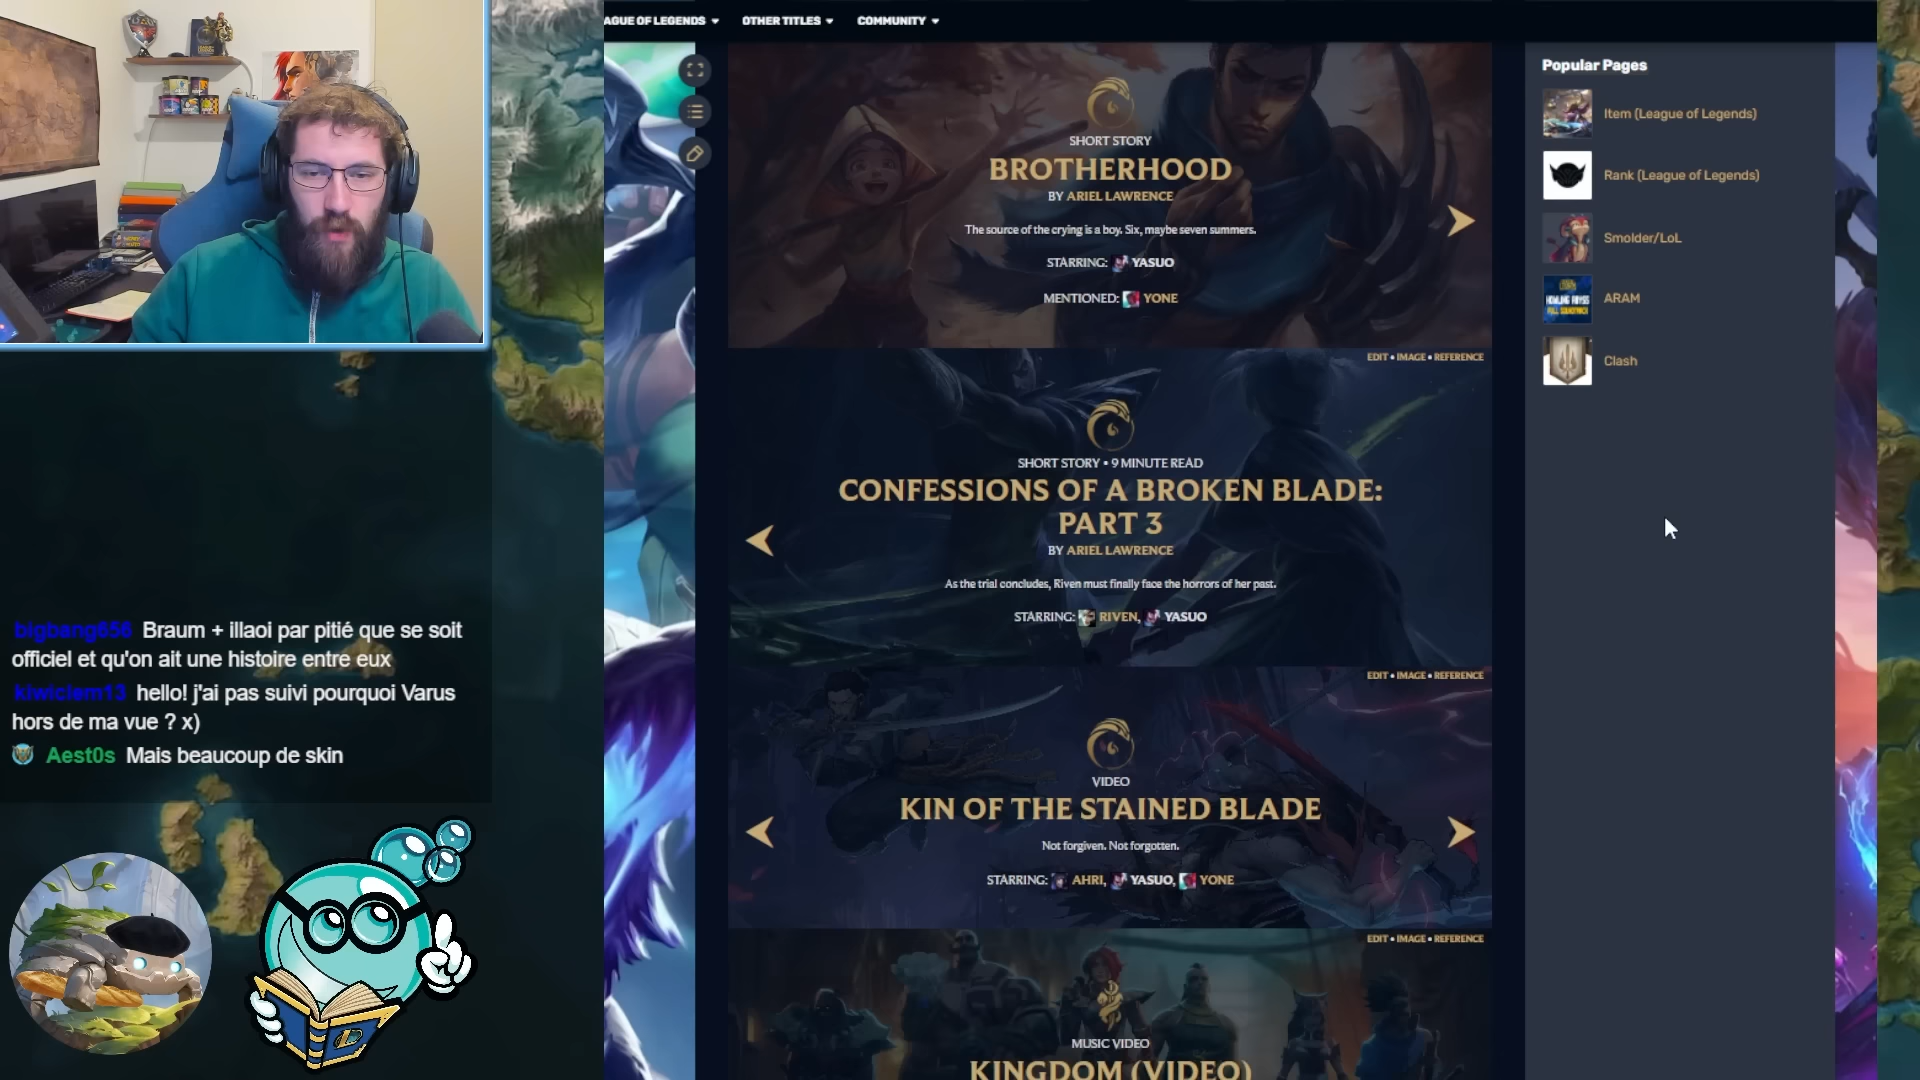 AGUE OF LEGENDS
OTHER TITLES
COMMUNITY
SHORT STORY
BROTHERHOOD
BY ARIEL LAWRENCE
The source of the crying is a boy. Six, maybe seven summers.
STARRING: YASUO
MENTIONED: YONE
EDIT • IMAGE • REFERENCE
SHORT STORY • 9 MINUTE READ
CONFESSIONS OF A BROKEN BLADE:
PART 3
BY ARIEL LAWRENCE
As the trial concludes, Riven must finally face the horrors of her past.
STARRING: RIVEN, YASUO
EDIT • IMAGE • REFERENCE
VIDEO
KIN OF THE STAINED BLADE
Not forgiven. Not forgotten.
STARRING: AHRI, YASUO, YONE
EDIT • IMAGE • REFERENCE
MUSIC VIDEO
KINGDOM (VIDEO)
Popular Pages
Item (League of Legends)
Rank (League of Legends)
Smolder/LoL
ARAM
Clash
bigbang656 Braum + illaoi par pitié que se soit
officiel et qu'on ait une histoire entre eux
kiwiclem13 hello! j'ai pas suivi pourquoi Varus
hors de ma vue ? x)
Aest0s Mais beaucoup de skin